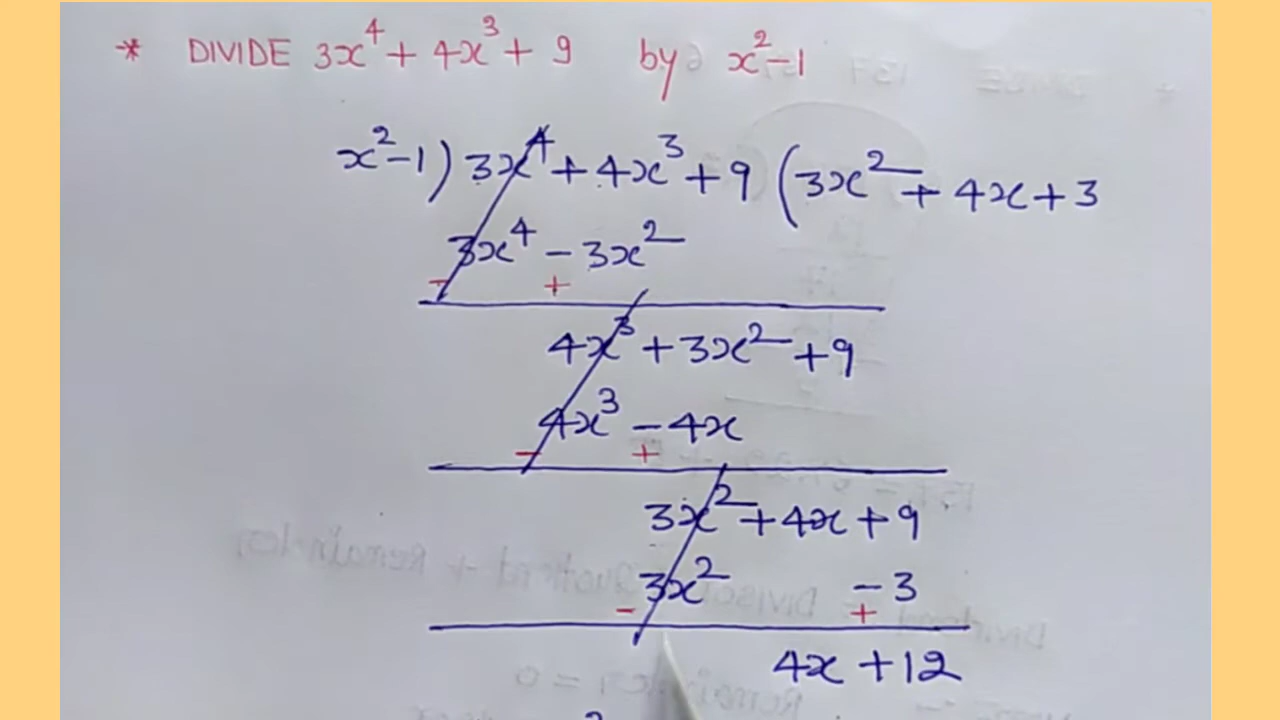 * DIVIDE 3x⁴ + 4x³ + 9 by x² - 1
x² - 1 ) 3x⁴ + 4x³ + 9 ( 3x² + 4x + 3
3x⁴ - 3x²
- +
4x³ + 3x² + 9
4x³ - 4x
- +
3x² + 4x + 9
3x² - 3
- +
4x + 12